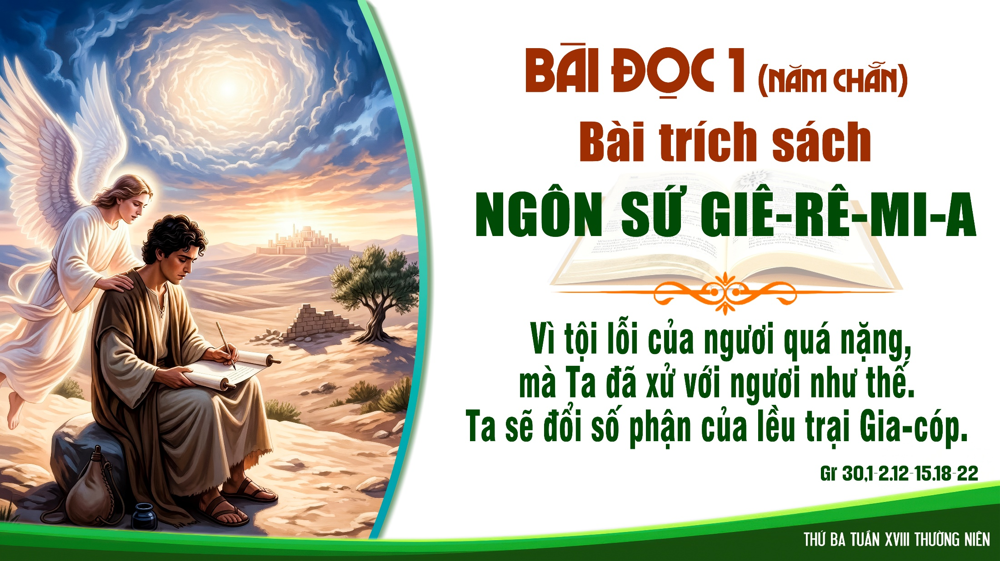 BÀI ĐỌC 1 (NĂM CHẴN)
Bài trích sách
NGÔN SỨ GIÊ-RÊ-MI-A
Vì tội lỗi của ngươi quá nặng,
mà Ta đã xử với ngươi như thế.
Ta sẽ đổi số phận của lều trại Gia-cóp.
Gr 30,1-2.12-15.18-22
THỨ BA TUẦN XVIII THƯỜNG NIÊN